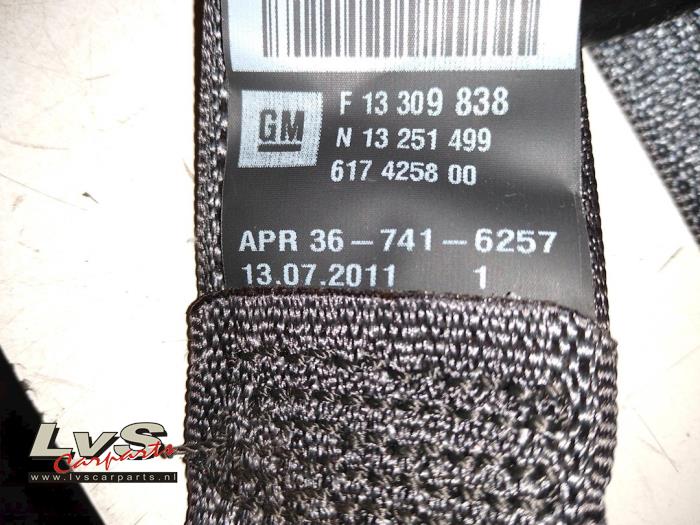 GM
F 13 309 838
N 13 251 499
617 4258 00
APR 36-741-6257
13.07.2011 1
LvS
Carparts
www.lvscarparts.nl